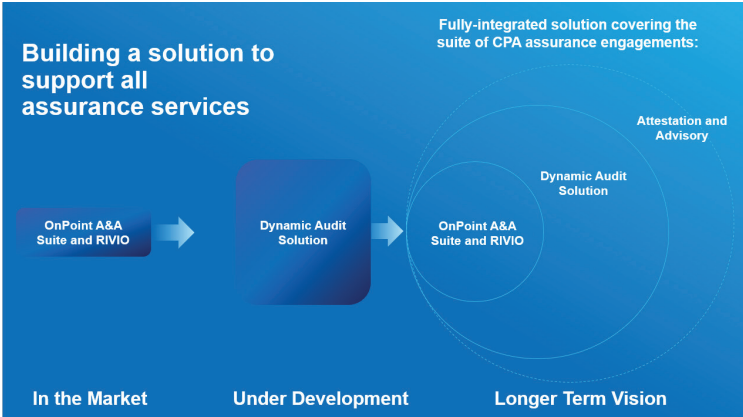 Building a solution to
support all
assurance services
Fully-integrated solution covering the
suite of CPA assurance engagements:
OnPoint A&A
Suite and RIVIO
Dynamic Audit
Solution
OnPoint A&A
Suite and RIVIO
Dynamic Audit
Solution
Attestation and
Advisory
In the Market
Under Development
Longer Term Vision